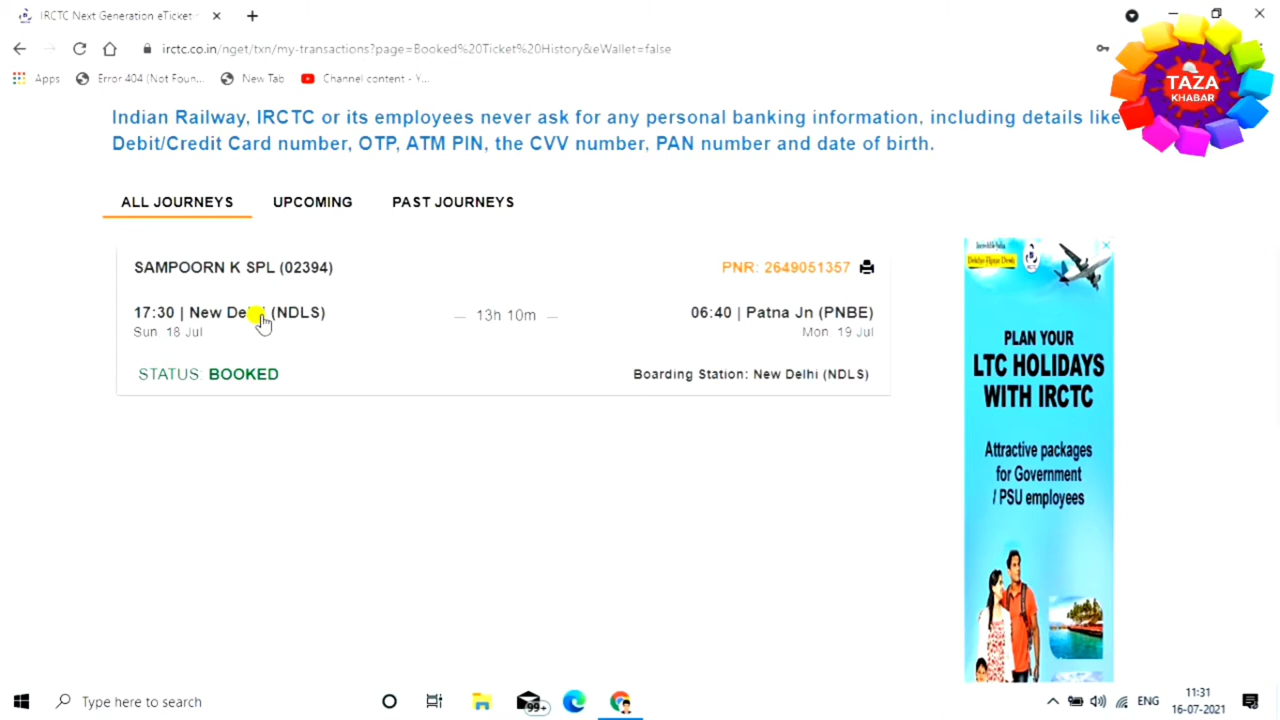 IRCTC Next Generation eTicket
irctc.co.in/nget/txn/my-transactions?page=Booked%20Ticket%20History&eWallet=false
Apps
Error 404 (Not Foun...
New Tab
Channel content - Y...
TAZA
KHABAR
Indian Railway, IRCTC or its employees never ask for any personal banking information, including details like
Debit/Credit Card number, OTP, ATM PIN, the CVV number, PAN number and date of birth.
ALL JOURNEYS UPCOMING PAST JOURNEYS
SAMPOORN K SPL (02394)
PNR: 2649051357
17:30 | New De (NDLS)
13h 10m
06:40 | Patna Jn (PNBE)
Sun, 18 Jul
Mon, 19 Jul
STATUS: BOOKED
Boarding Station: New Delhi (NDLS)
PLAN YOUR
LTC HOLIDAYS
WITH IRCTC
Attractive packages
for Government
/ PSU employees
Type here to search
99+
ENG
11:31
16-07-2021